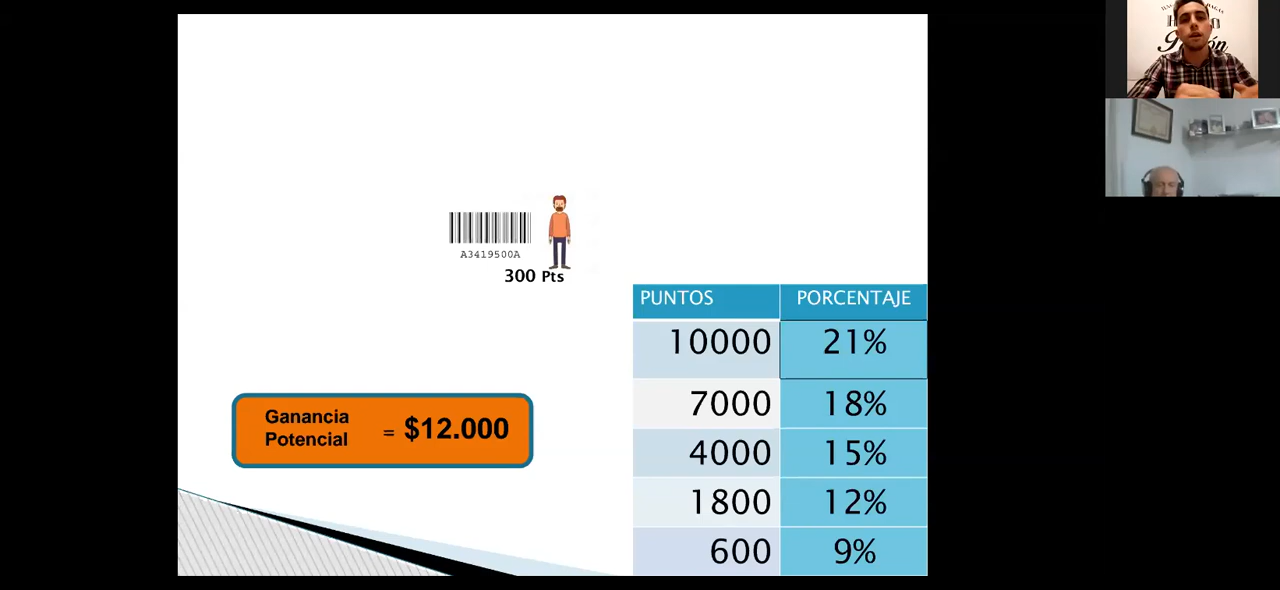 A3419500A
300 Pts
PUNTOS PORCENTAJE
10000 21%
7000 18%
4000 15%
1800 12%
600 9%
Ganancia
Potencial = $12.000